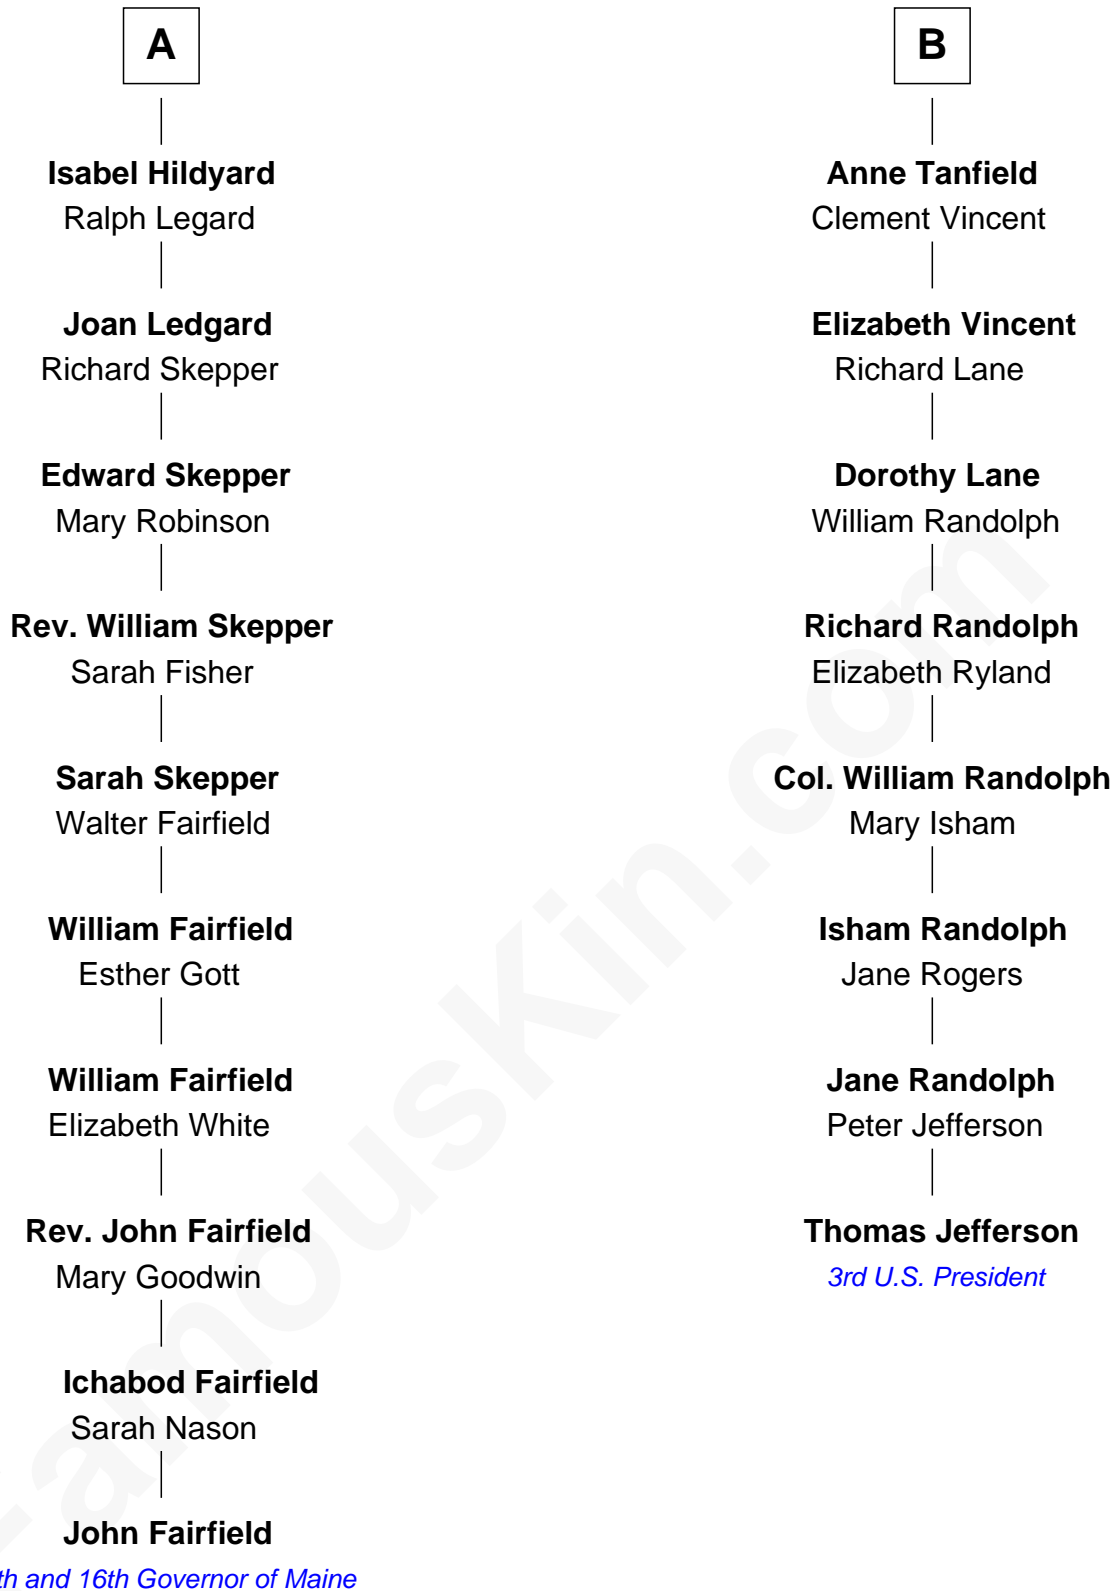 A
Isabel Hildyard
Ralph Legard
Joan Ledgard
Richard Skepper
Edward Skepper
Mary Robinson
Rev. William Skepper
Sarah Fisher
Sarah Skepper
Walter Fairfield
William Fairfield
Esther Gott
William Fairfield
Elizabeth White
Rev. John Fairfield
Mary Goodwin
Ichabod Fairfield
Sarah Nason
John Fairfield
th and 16th Governor of Maine
B
Anne Tanfield
Clement Vincent
Elizabeth Vincent
Richard Lane
Dorothy Lane
William Randolph
Richard Randolph
Elizabeth Ryland
Col. William Randolph
Mary Isham
Isham Randolph
Jane Rogers
Jane Randolph
Peter Jefferson
Thomas Jefferson
3rd U.S. President
FamousKin.com